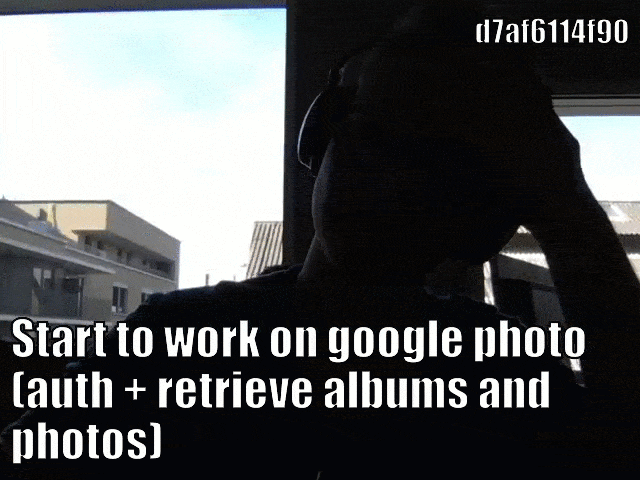 d7af6114f90
Start to work on google photo
(auth + retrieve albums and
photos)